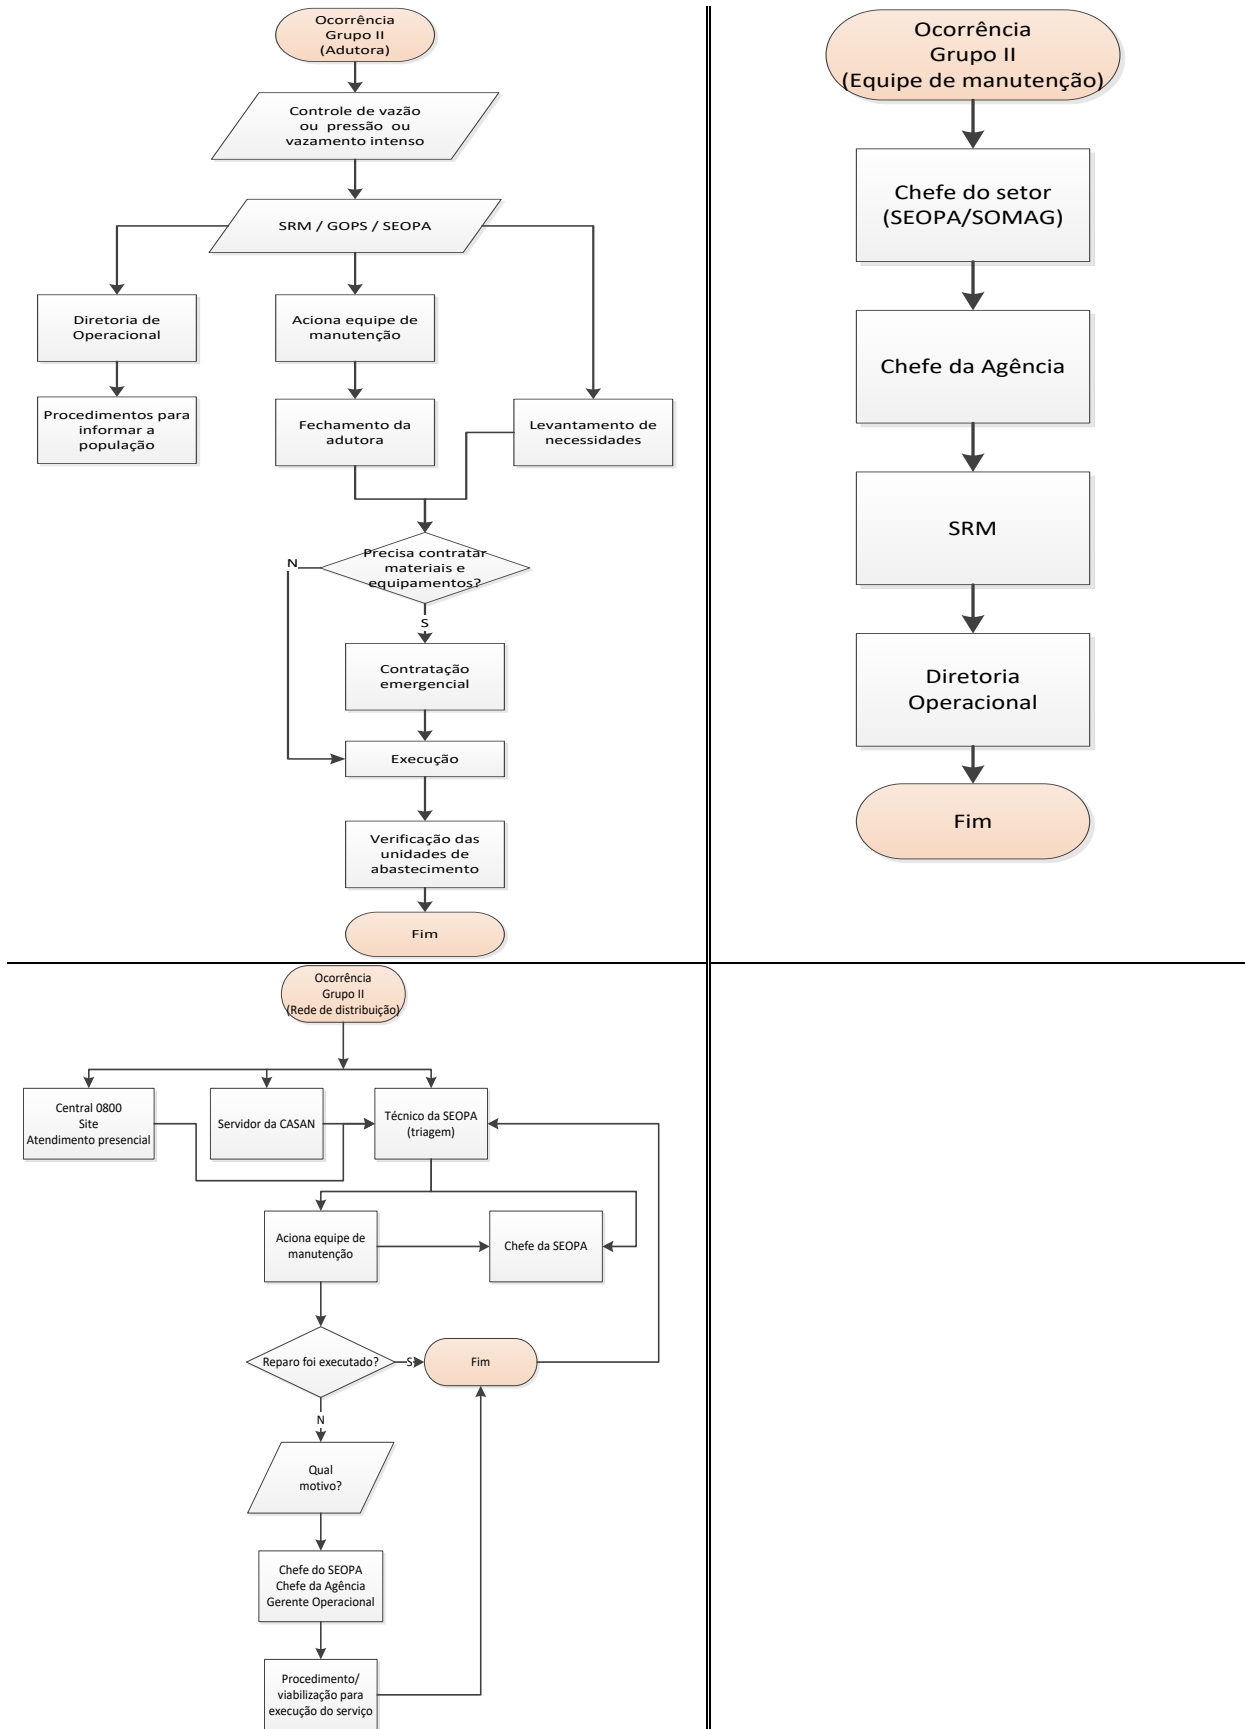 Ocorrência
Grupo II
(Adutora)
Controle de vazão
ou pressão ou
vazamento intenso
SRM / GOPS / SEOPA
Diretoria de
Operacional
Aciona equipe de
manutenção
Procedimentos para
informar a
população
Fechamento da
adutora
Levantamento de
necessidades
Precisa contratar
materiais e
equipamentos?
N
S
Contratação
emergencial
Execução
Verificação das
unidades de
abastecimento
Fim
Ocorrência
Grupo II
(Equipe de manutenção)
Chefe do setor
(SEOPA/SOMAG)
Chefe da Agência
SRM
Diretoria
Operacional
Fim
Ocorrência
Grupo II
(Rede de distribuição)
Central 0800
Site
Atendimento presencial
Servidor da CASAN
Técnico da SEOPA
(triagem)
Aciona equipe de
manutenção
Chefe da SEOPA
Reparo foi executado?
S
Fim
N
Qual
motivo?
Chefe do SEOPA
Chefe da Agência
Gerente Operacional
Procedimento/
viabilização para
execução do serviço